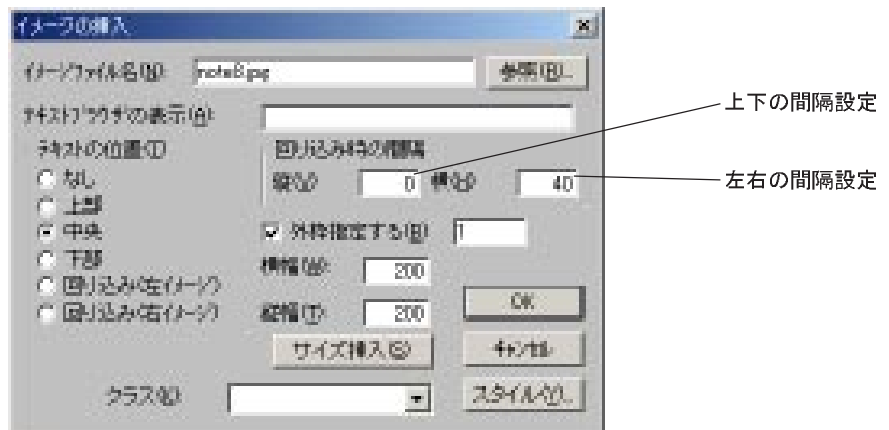 イメージの挿入
イメージファイル名(N): note8.jpg 参照(B)...
テキストブラウザの表示(A):
テキストの位置(T)
なし
上部
中央
下部
回り込み(左イメージ)
回り込み(右イメージ)
回り込み時の間隔
縦(V) 0 横(H) 40
外枠指定する(B) 1
横幅(W): 200
縦幅(T): 200
サイズ挿入(S)
OK
キャンセル
クラス(K) スタイル(Y)...
上下の間隔設定
左右の間隔設定